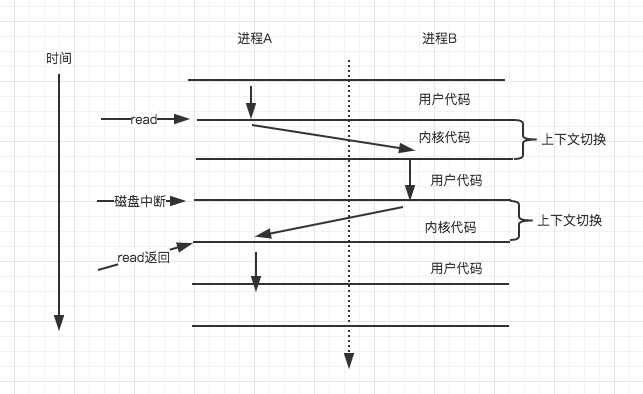 进程A
进程B
时间
用户代码
read
内核代码
上下文切换
用户代码
磁盘中断
上下文切换
内核代码
read返回
用户代码